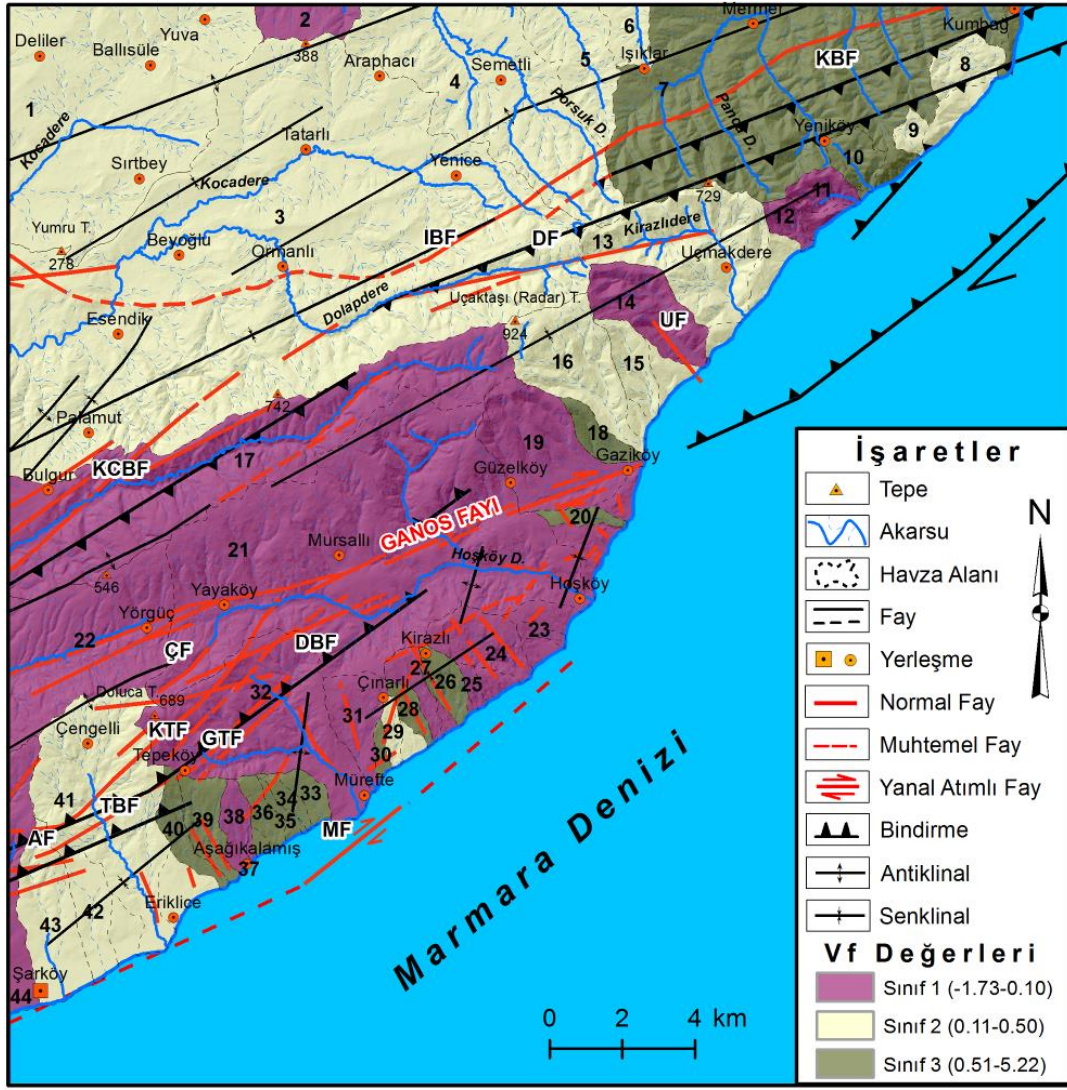 2
388
Deliler
Ballısüle
Yuva
Araphacı
Semetli
4
5
6
Işıklar
Mermer
Kumbağ
KBF
8
1
Kocadere
Porsuk D.
7
Panca D.
9
Yeniköy
10
Tatarlı
Sırtbey
Kocadere
Yenice
729
11
12
3
Yumru T.
278
Beyoğlu
Ormanlı
IBF
DF
13
Kirazlıdere
Uçmakdere
Dolapdere
Uçaktaşı (Radar) T.
924
14
UF
Esendik
16
15
742
Palamut
18
KCBF
17
Bulgur
19
Güzelköy
Gaziköy
GANOS FAYI
20
21
Mursallı
Hoşköy D.
546
Yayaköy
Hoşköy
Yörgüç
22
ÇF
DBF
Kirazlı
23
24
27
26
25
Doluca T.
689
32
Çınarlı
31
28
29
30
KTF
GTF
Çengelli
Tepeköy
Mürefte
41
TBF
40
39
38
36
34
33
35
MF
AF
Aşağıkalamış
37
Eriklice
43
42
Şarköy
44
Marmara Denizi
0 2 4 km
İşaretler
Tepe
Akarsu
Havza Alanı
Fay
Yerleşme
Normal Fay
Muhtemel Fay
Yanal Atımlı Fay
Bindirme
Antiklinal
Senklinal
N
Vf Değerleri
Sınıf 1 (-1.73-0.10)
Sınıf 2 (0.11-0.50)
Sınıf 3 (0.51-5.22)